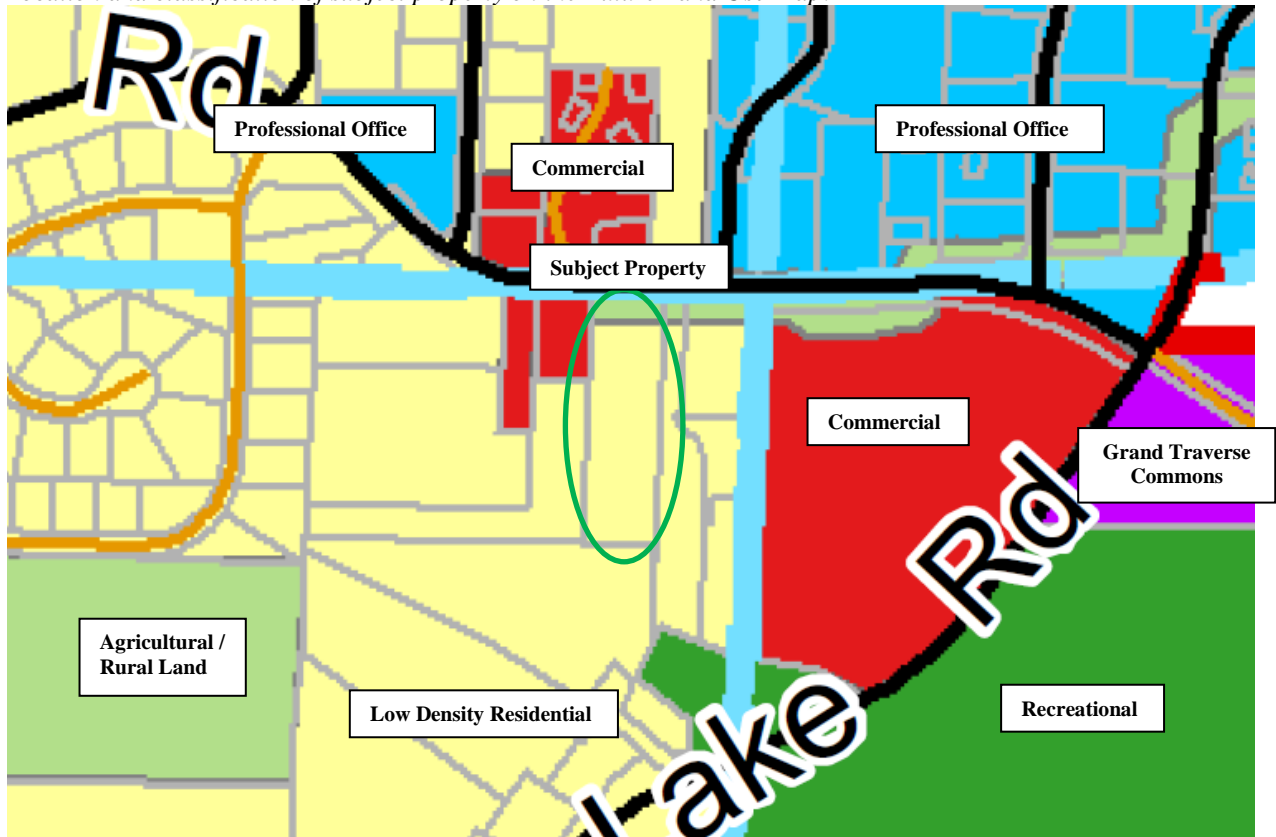 Rd
Professional Office
Professional Office
Commercial
Subject Property
Commercial
Grand Traverse
Commons
Rd
Agricultural /
Rural Land
Low Density Residential
Recreational
Lake